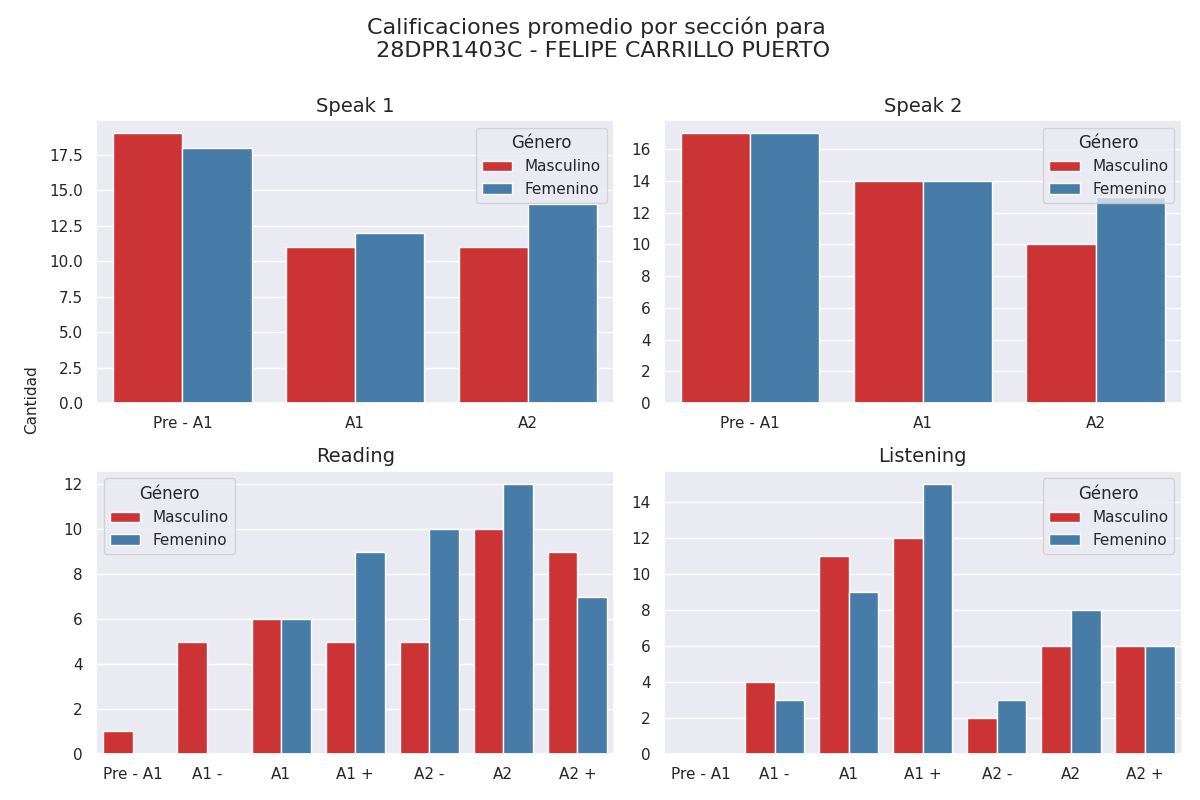 Calificaciones promedio por sección para
28DPR1403C - FELIPE CARRILLO PUERTO
Speak 1
17.5
15.0
12.5
10.0
7.5
5.0
2.5
0.0
Género
Masculino
Femenino
Pre - A1 A1 A2
Speak 2
16
14
12
10
8
6
4
2
0
Género
Masculino
Femenino
Pre - A1 A1 A2
Cantidad
Reading
12
10
8
6
4
2
0
Género
Masculino
Femenino
Pre - A1 A1 - A1 A1 + A2 - A2 A2 +
Listening
14
12
10
8
6
4
2
0
Género
Masculino
Femenino
Pre - A1 A1 - A1 A1 + A2 - A2 A2 +